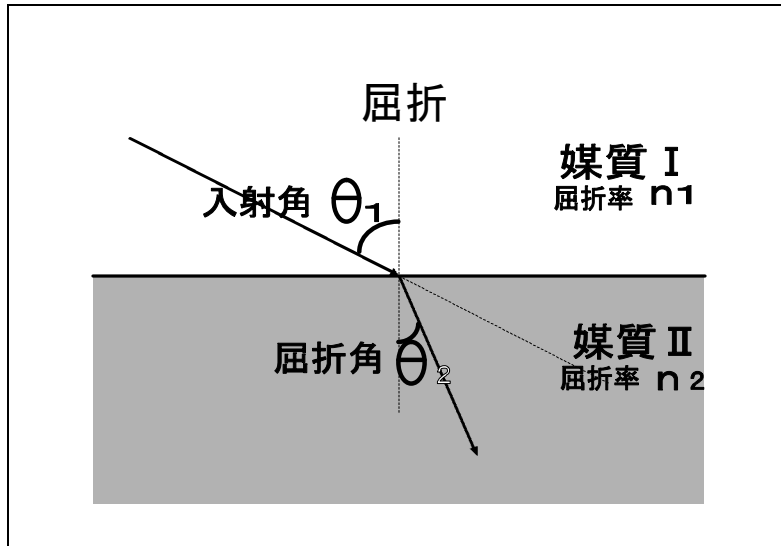 屈折
媒質Ⅰ
屈折率 n1
入射角 θ1
媒質Ⅱ
屈折率 n2
屈折角 θ2